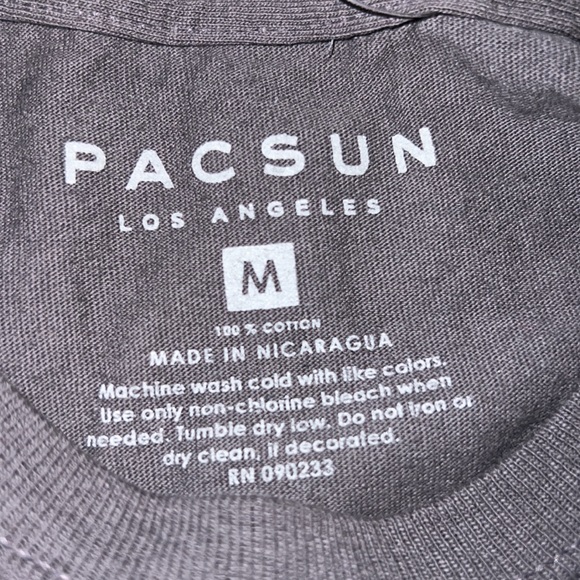 PACSUN
LOS ANGELES
M
100 % COTTON
MADE IN NICARAGUA
Machine wash cold with like colors.
Use only non-chlorine bleach when
needed. Tumble dry low. Do not iron or
dry clean, if decorated.
RN 090233